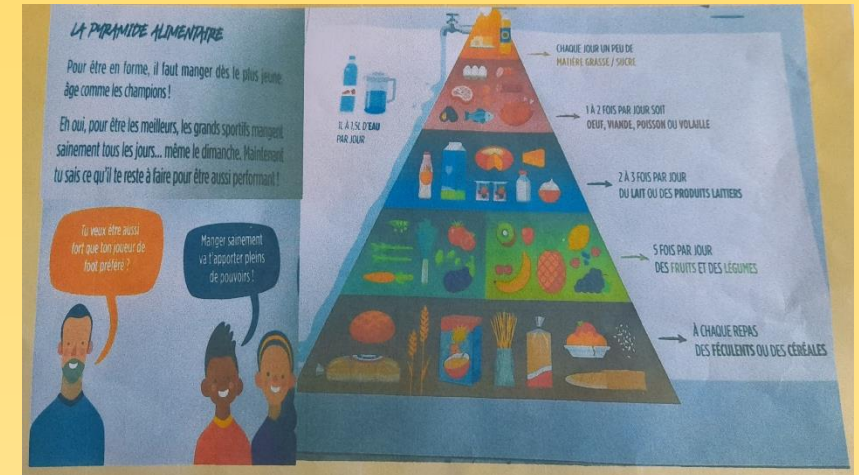 LA PYRAMIDE ALIMENTAIRE
Pour être en forme, il faut manger dès le plus jeune
âge comme les champions !
Eh oui, pour être les meilleurs, les grands sportifs mangent
sainement tous les jours... même le dimanche. Maintenant
tu sais ce qu'il te reste à faire pour être aussi performant !
Tu veux être aussi
fort que ton joueur de
foot préféré ?
Manger sainement
va t'apporter pleins
de pouvoirs !
1L À 1,5L D'EAU
PAR JOUR
CHAQUE JOUR UN PEU DE
MATIÈRE GRASSE / SUCRE
1 À 2 FOIS PAR JOUR SOIT
OEUF, VIANDE, POISSON OU VOLAILLE
2 À 3 FOIS PAR JOUR
DU LAIT OU DES PRODUITS LAITIERS
5 FOIS PAR JOUR
DES FRUITS ET DES LÉGUMES
À CHAQUE REPAS
DES FÉCULENTS OU DES CÉRÉALES